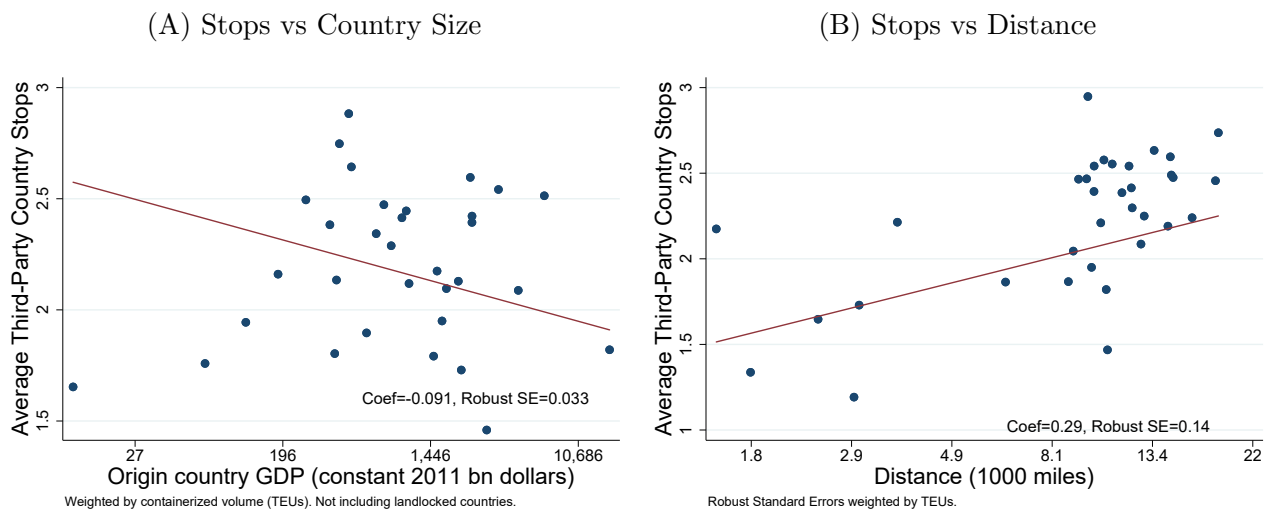 (A) Stops vs Country Size
Average Third-Party Country Stops
3
2.5
2
1.5
Coef=-0.091, Robust SE=0.033
27 196 1,446 10,686
Origin country GDP (constant 2011 bn dollars)
Weighted by containerized volume (TEUs). Not including landlocked countries.
(B) Stops vs Distance
Average Third-Party Country Stops
3
2.5
2
1.5
1
Coef=0.29, Robust SE=0.14
1.8 2.9 4.9 8.1 13.4 22
Distance (1000 miles)
Robust Standard Errors weighted by TEUs.